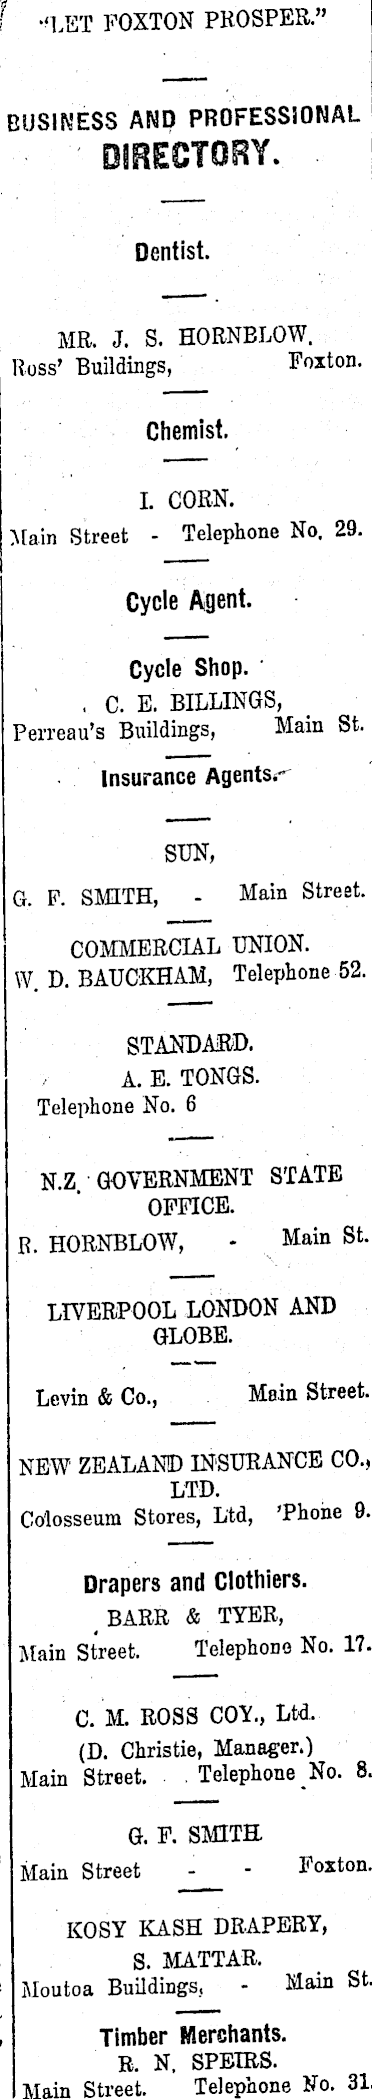 "LET FOXTON PROSPER."
BUSINESS AND PROFESSIONAL
DIRECTORY.
Dentist.
MR. J. S. HORNBLOW.
Ross' Buildings, Foxton.
Chemist.
I. CORN.
Main Street - Telephone No. 29.
Cycle Agent.
Cycle Shop.
C. E. BILLINGS,
Perreau's Buildings, Main St.
Insurance Agents.
SUN,
G. F. SMITH, - Main Street.
COMMERCIAL UNION.
W. D. BAUCKHAM, Telephone 52.
STANDARD.
A. E. TONGS.
Telephone No. 6
N.Z. GOVERNMENT STATE
OFFICE.
R. HORNBLOW, - Main St.
LIVERPOOL LONDON AND
GLOBE.
Levin & Co., Main Street.
NEW ZEALAND INSURANCE CO.,
LTD.
Colosseum Stores, Ltd, 'Phone 9.
Drapers and Clothiers.
BARR & TYER,
Main Street. Telephone No. 17.
C. M. ROSS COY., Ltd.
(D. Christie, Manager.)
Main Street. Telephone No. 8.
G. F. SMITH
Main Street - - Foxton.
KOSY KASH DRAPERY,
S. MATTAR.
Moutoa Buildings, - Main St.
Timber Merchants.
R. N. SPEIRS.
Main Street. Telephone No. 31.